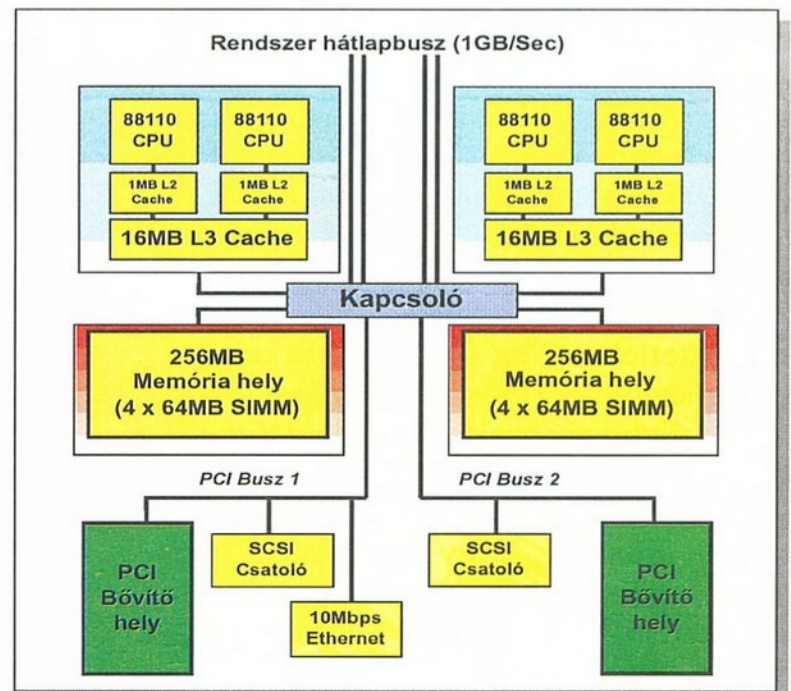 Rendszer hátlapbusz (1GB/Sec)
88110
CPU
88110
CPU
1MB L2
Cache
1MB L2
Cache
16MB L3 Cache
88110
CPU
88110
CPU
1MB L2
Cache
1MB L2
Cache
16MB L3 Cache
Kapcsoló
256MB
Memória hely
(4 x 64MB SIMM)
256MB
Memória hely
(4 x 64MB SIMM)
PCI Busz 1
PCI Busz 2
PCI
Bővítő
hely
SCSI
Csatoló
10Mbps
Ethernet
SCSI
Csatoló
PCI
Bővítő
hely